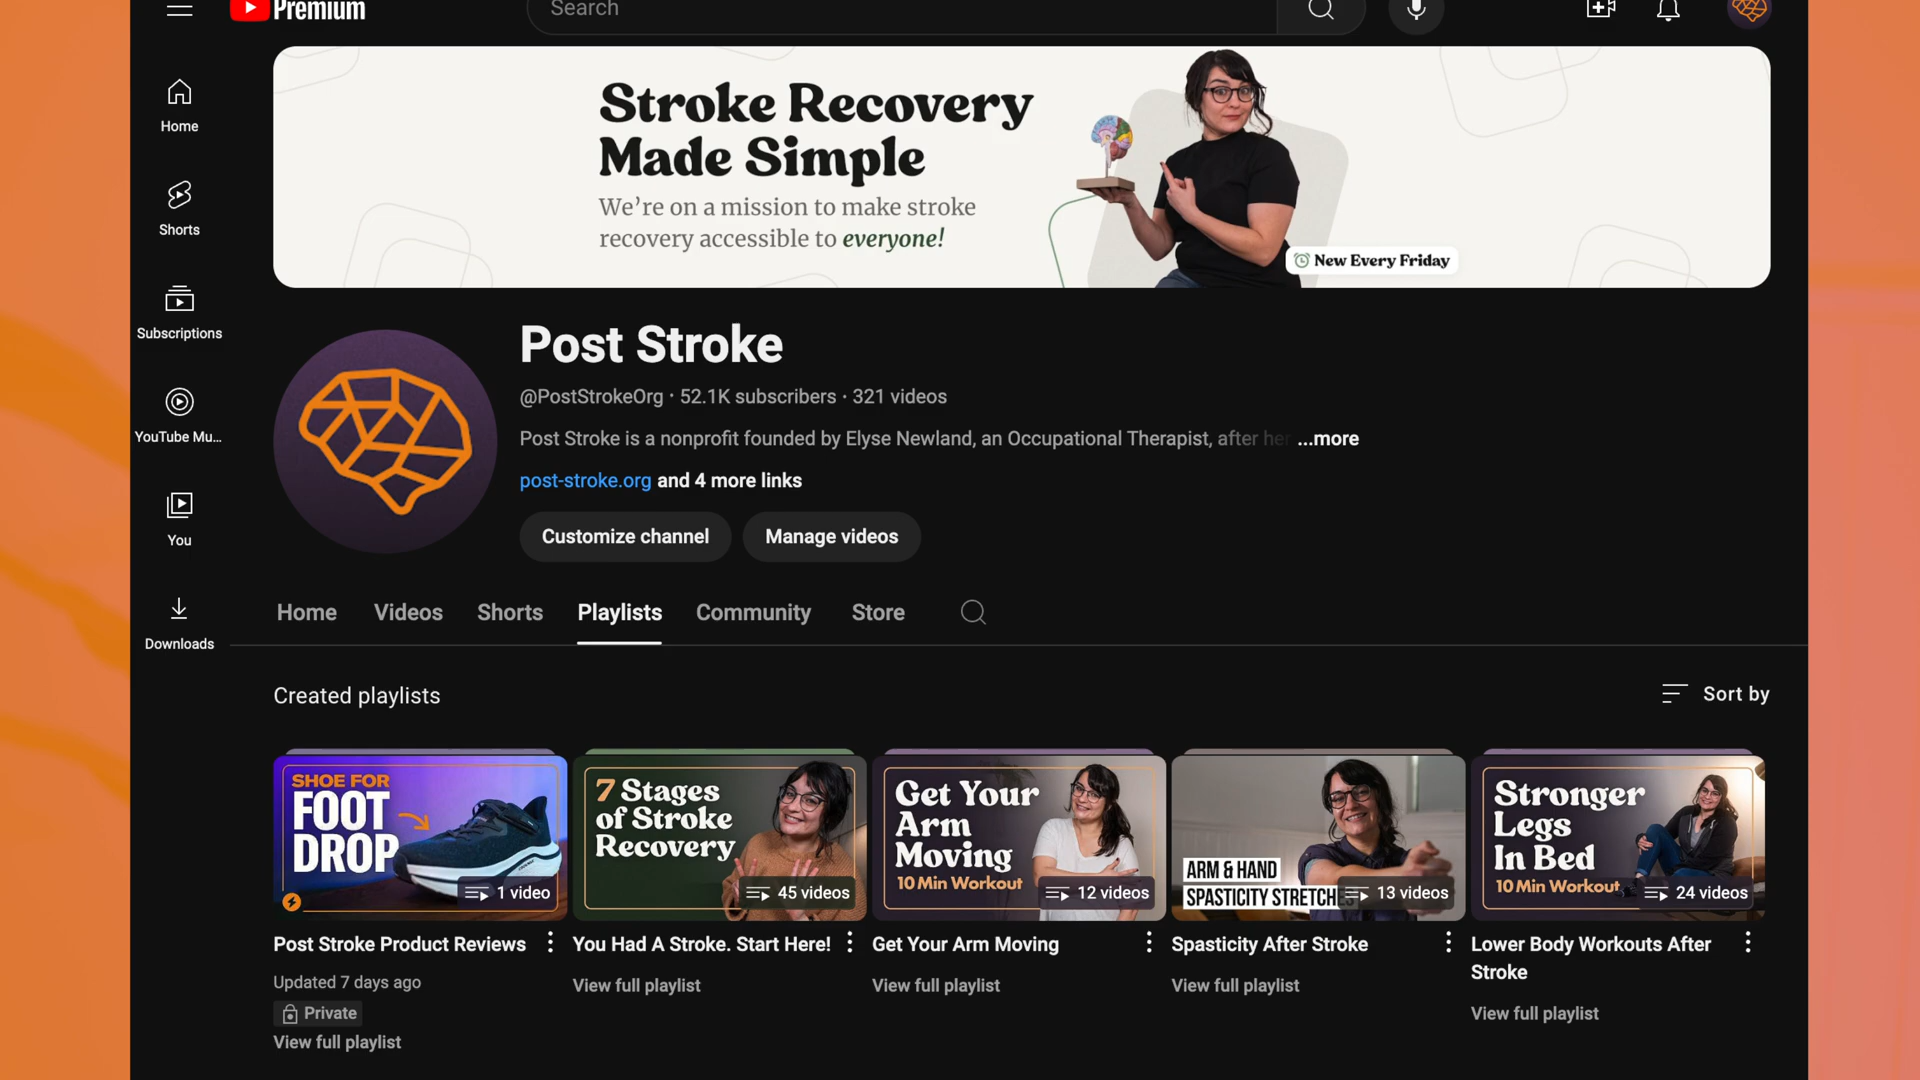 Premium
Search
Home
Shorts
Subscriptions
YouTube Mu...
You
Downloads
Stroke Recovery
Made Simple
We're on a mission to make stroke
recovery accessible to everyone!
New Every Friday
Post Stroke
@PostStrokeOrg · 52.1K subscribers · 321 videos
Post Stroke is a nonprofit founded by Elyse Newland, an Occupational Therapist, after her ...more
post-stroke.org and 4 more links
Customize channel
Manage videos
Home
Videos
Shorts
Playlists
Community
Store
Created playlists
Sort by
SHOE FOR
FOOT
DROP
1 video
Post Stroke Product Reviews
Updated 7 days ago
Private
View full playlist
7 Stages
of Stroke
Recovery
45 videos
You Had A Stroke. Start Here!
View full playlist
Get Your
Arm
Moving
10 Min Workout
12 videos
Get Your Arm Moving
View full playlist
ARM & HAND
SPASTICITY STRETCHE
13 videos
Spasticity After Stroke
View full playlist
Stronger
Legs
In Bed
10 Min Workout
24 videos
Lower Body Workouts After
Stroke
View full playlist